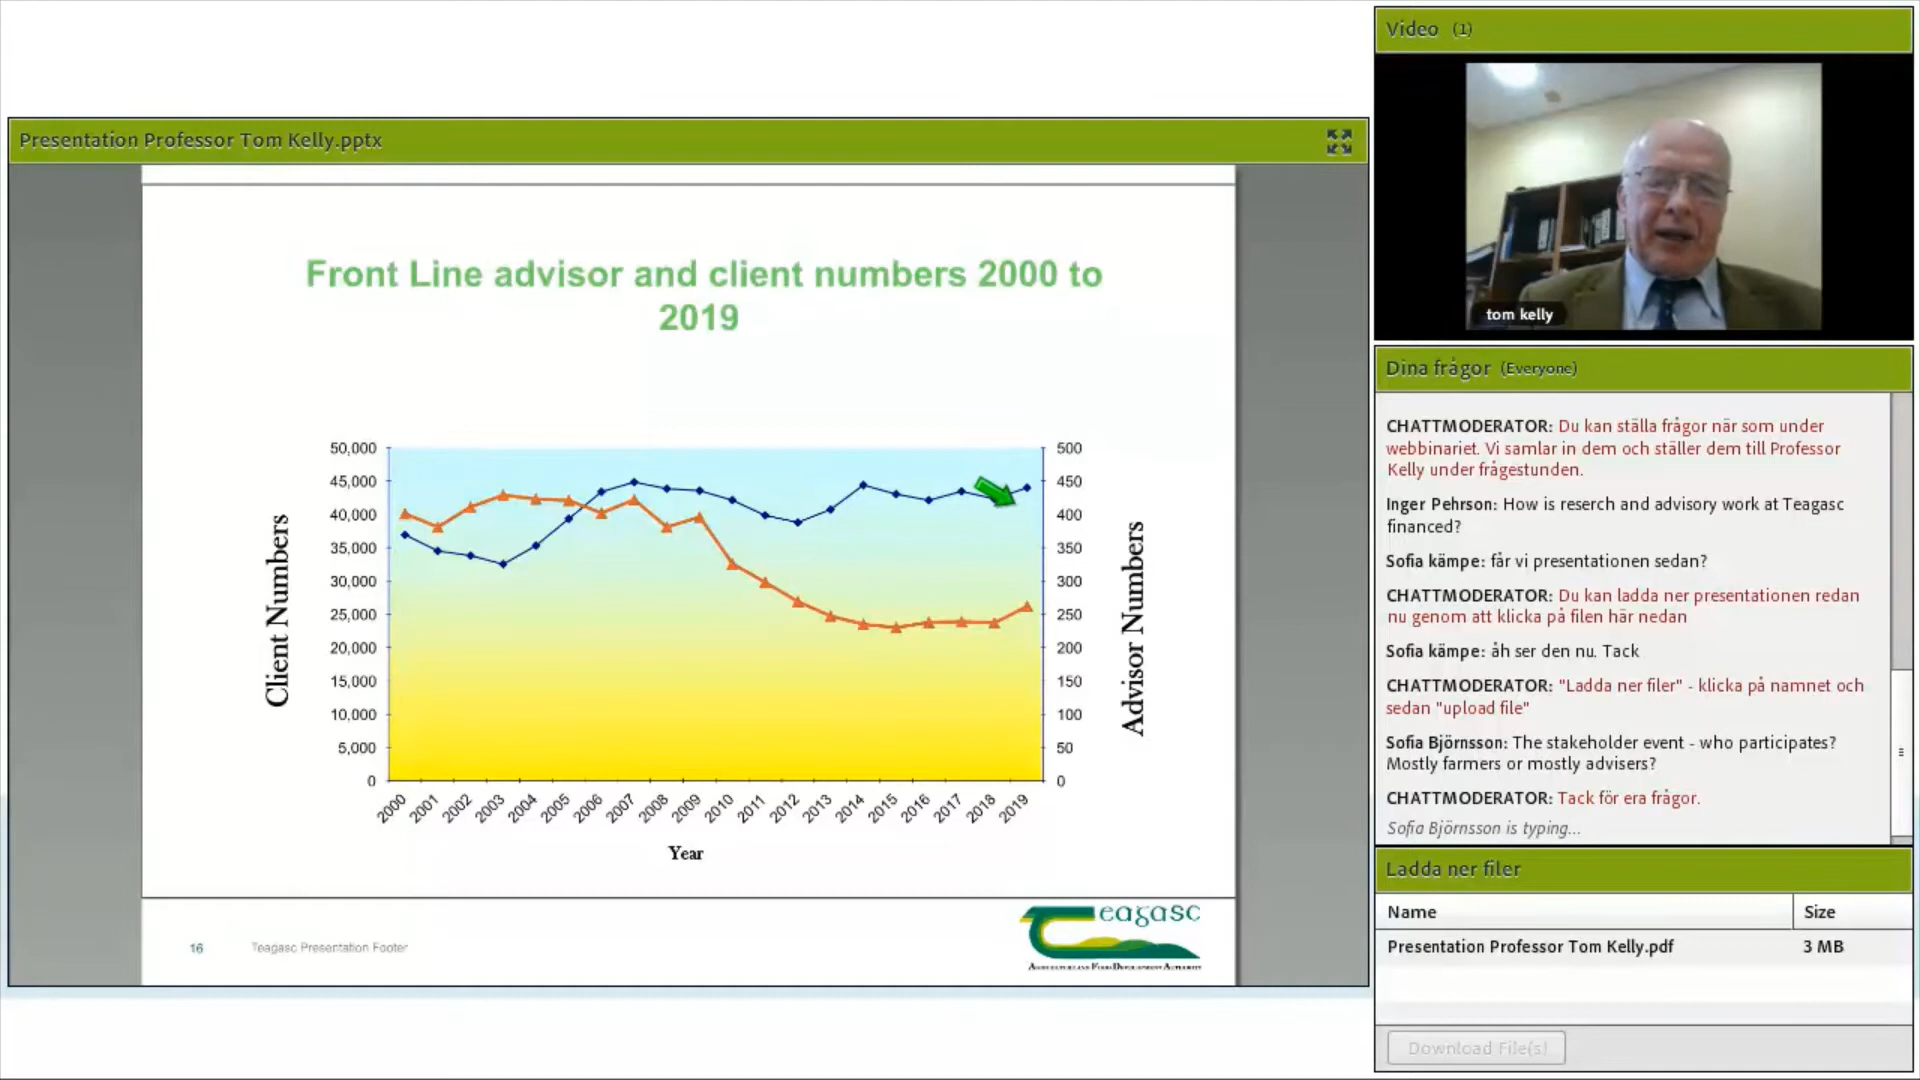 Presentation Professor Tom Kelly.pptx
Front Line advisor and client numbers 2000 to
2019
Client Numbers
50,000
45,000
40,000
35,000
30,000
25,000
20,000
15,000
10,000
5,000
0
500
450
400
350
300
250
200
150
100
50
0
Advisor Numbers
2000 2001 2002 2003 2004 2005 2006 2007 2008 2009 2010 2011 2012 2013 2014 2015 2016 2017 2018 2019
Year
16
Teagasc Presentation Footer
eagasc
Agriculture and Food Development Authority
Video (1)
tom kelly
Dina frågor (Everyone)
CHATTMODERATOR: Du kan ställa frågor när som under
webbinariet. Vi samlar in dem och ställer dem till Professor
Kelly under frågestunden.
Inger Pehrson: How is reserch and advisory work at Teagasc
financed?
Sofia kämpe: får vi presentationen sedan?
CHATTMODERATOR: Du kan ladda ner presentationen redan
nu genom att klicka på filen här nedan
Sofia kämpe: åh ser den nu. Tack
CHATTMODERATOR: "Ladda ner filer" - klicka på namnet och
sedan "upload file"
Sofia Björnsson: The stakeholder event - who participates?
Mostly farmers or mostly advisers?
CHATTMODERATOR: Tack för era frågor.
Sofia Björnsson is typing...
Ladda ner filer
Name Size
Presentation Professor Tom Kelly.pdf 3 MB
Download File(s)